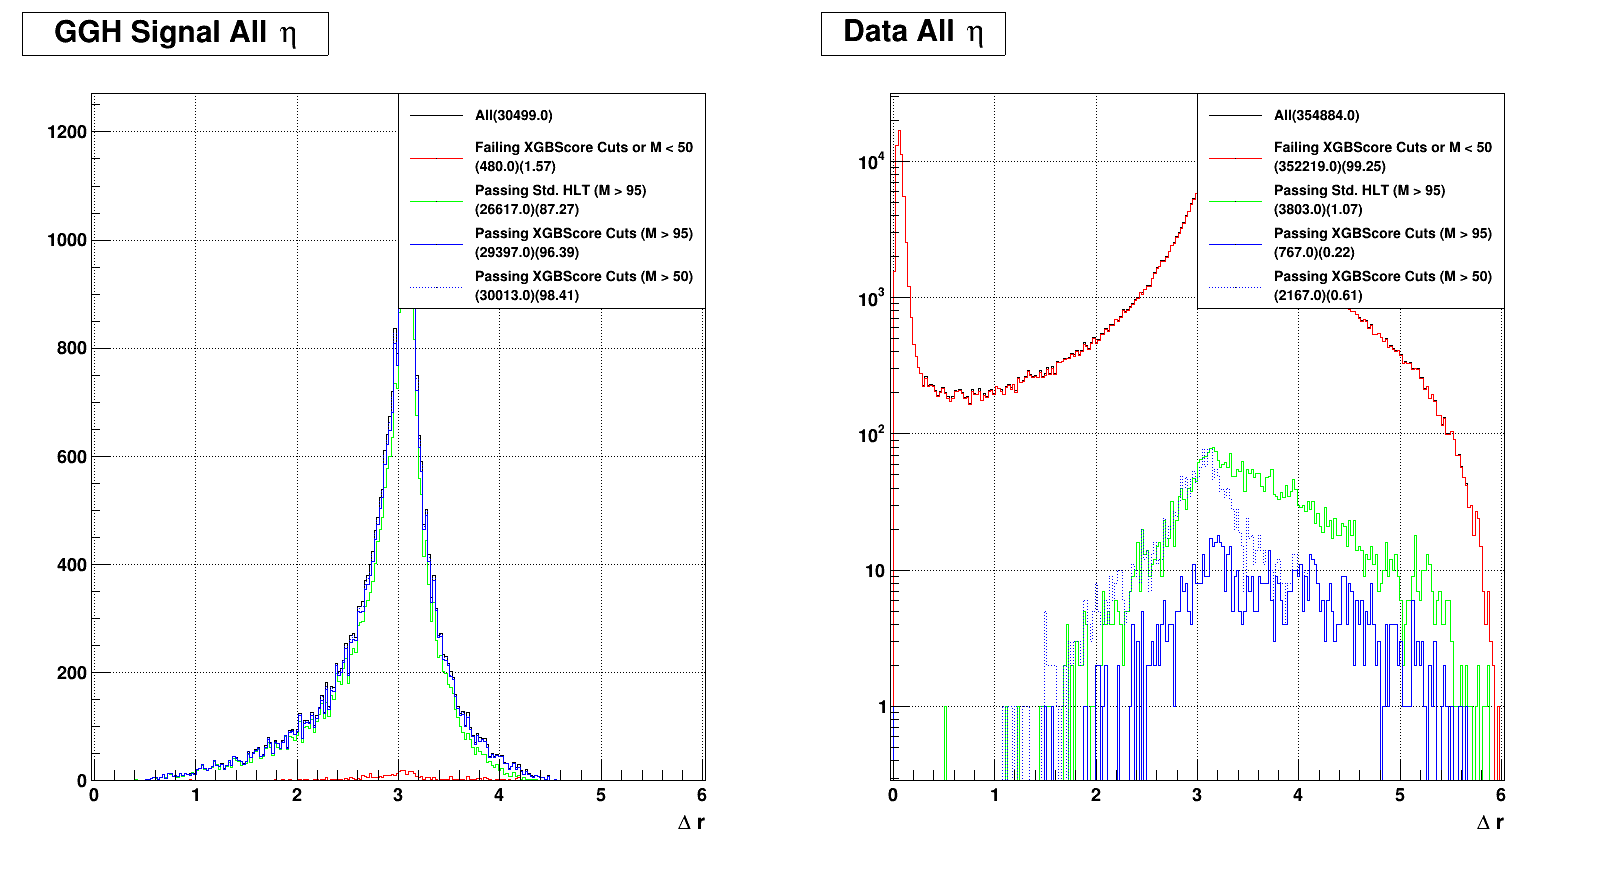 GGH Signal All η
All(30499.0)
Failing XGBScore Cuts or M < 50
(480.0)(1.57)
Passing Std. HLT (M > 95)
(26617.0)(87.27)
Passing XGBScore Cuts (M > 95)
(29397.0)(96.39)
Passing XGBScore Cuts (M > 50)
(30013.0)(98.41)
1200
1000
800
600
400
200
0
0 1 2 3 4 5 6
Δ r
Data All η
All(354884.0)
Failing XGBScore Cuts or M < 50
(352219.0)(99.25)
Passing Std. HLT (M > 95)
(3803.0)(1.07)
Passing XGBScore Cuts (M > 95)
(767.0)(0.22)
Passing XGBScore Cuts (M > 50)
(2167.0)(0.61)
10⁴
10³
10²
10
1
0 1 2 3 4 5 6
Δ r